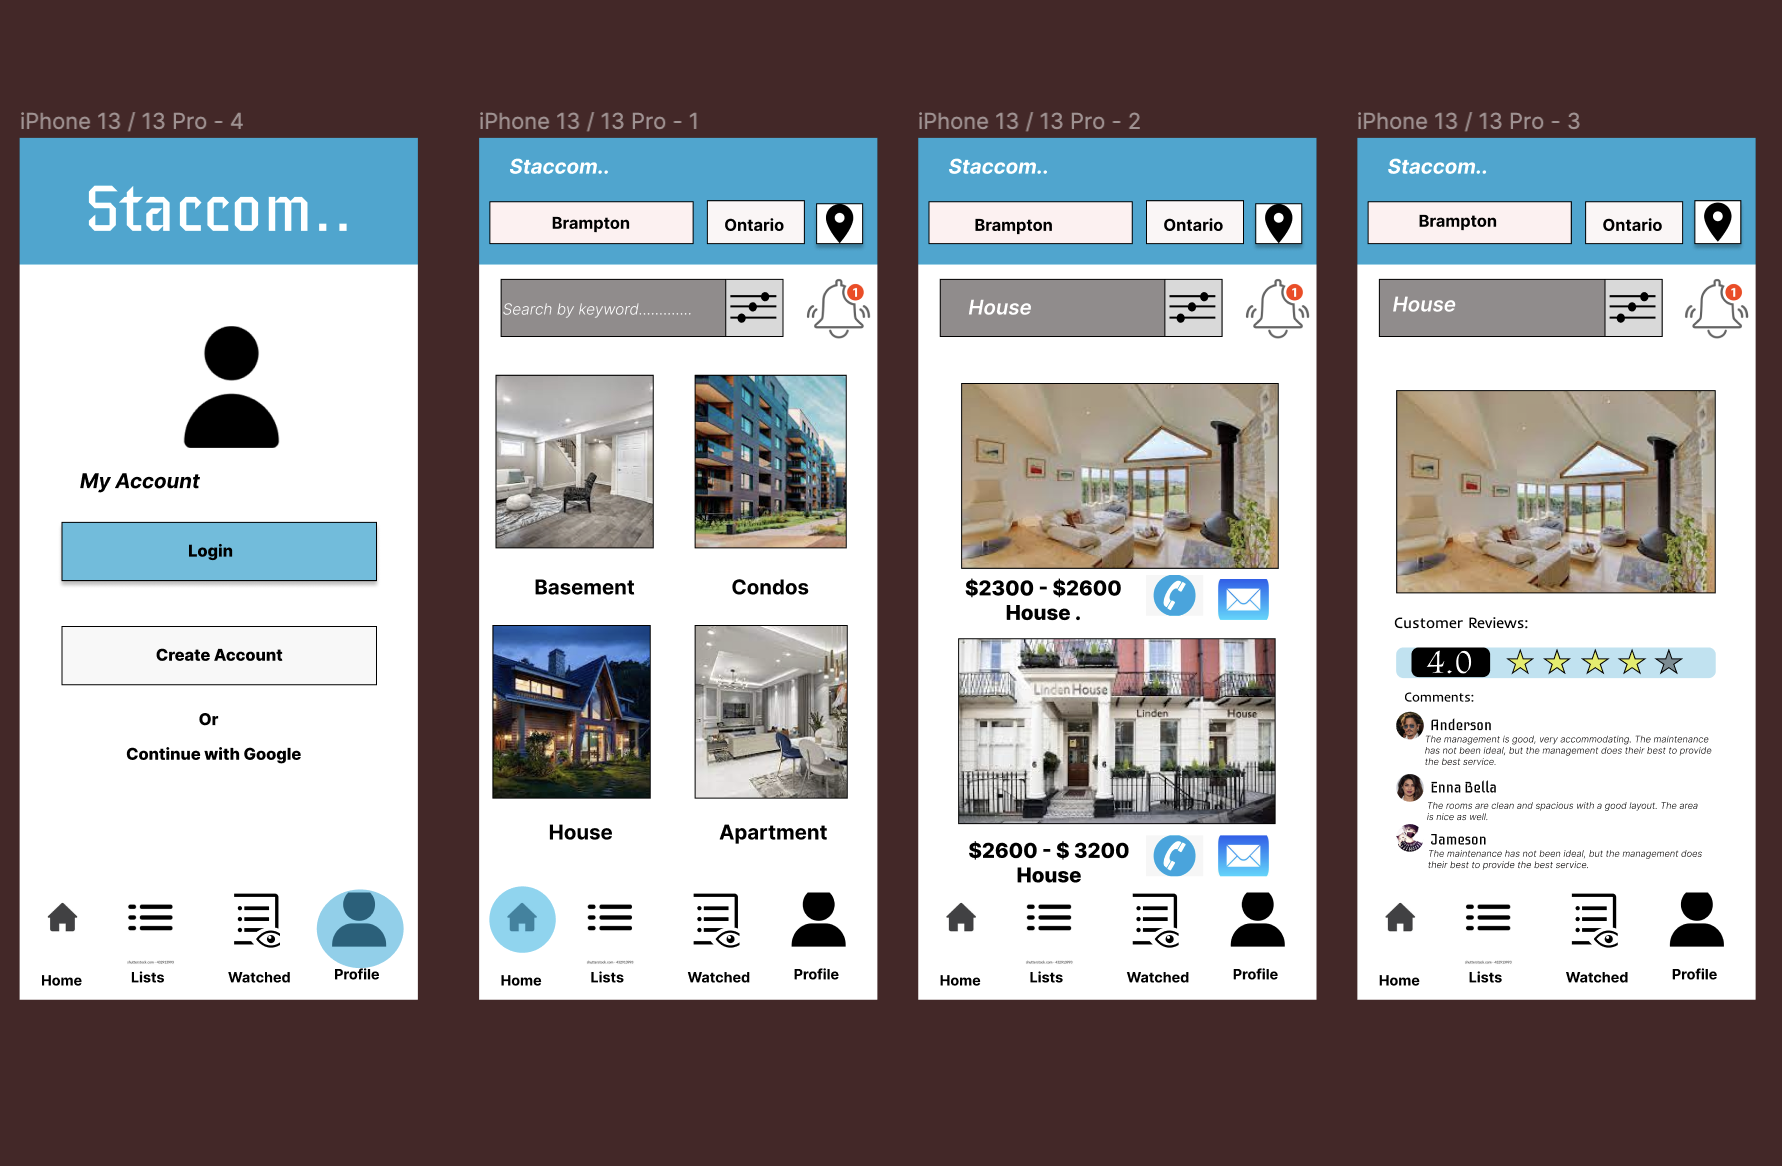 iPhone 13 / 13 Pro - 4
Staccom..
My Account
Login
Create Account
Or
Continue with Google
Home
Lists
Watched
Profile
iPhone 13 / 13 Pro - 1
Staccom..
Brampton
Ontario
Search by keyword............
1
Basement
Condos
House
Apartment
Home
Lists
Watched
Profile
iPhone 13 / 13 Pro - 2
Staccom..
Brampton
Ontario
House
1
$2300 - $2600
House .
Linden House
Linden
House
$2600 - $ 3200
House
Home
Lists
Watched
Profile
iPhone 13 / 13 Pro - 3
Staccom..
Brampton
Ontario
House
1
Customer Reviews:
4.0
Comments:
Anderson
The management is good, very accommodating. The maintenance
has not been ideal, but the management does their best to provide
the best service.
Enna Bella
The rooms are clean and spacious with a good layout. The area
is nice as well.
Jameson
The maintenance has not been ideal, but the management does
their best to provide the best service.
Home
Lists
Watched
Profile